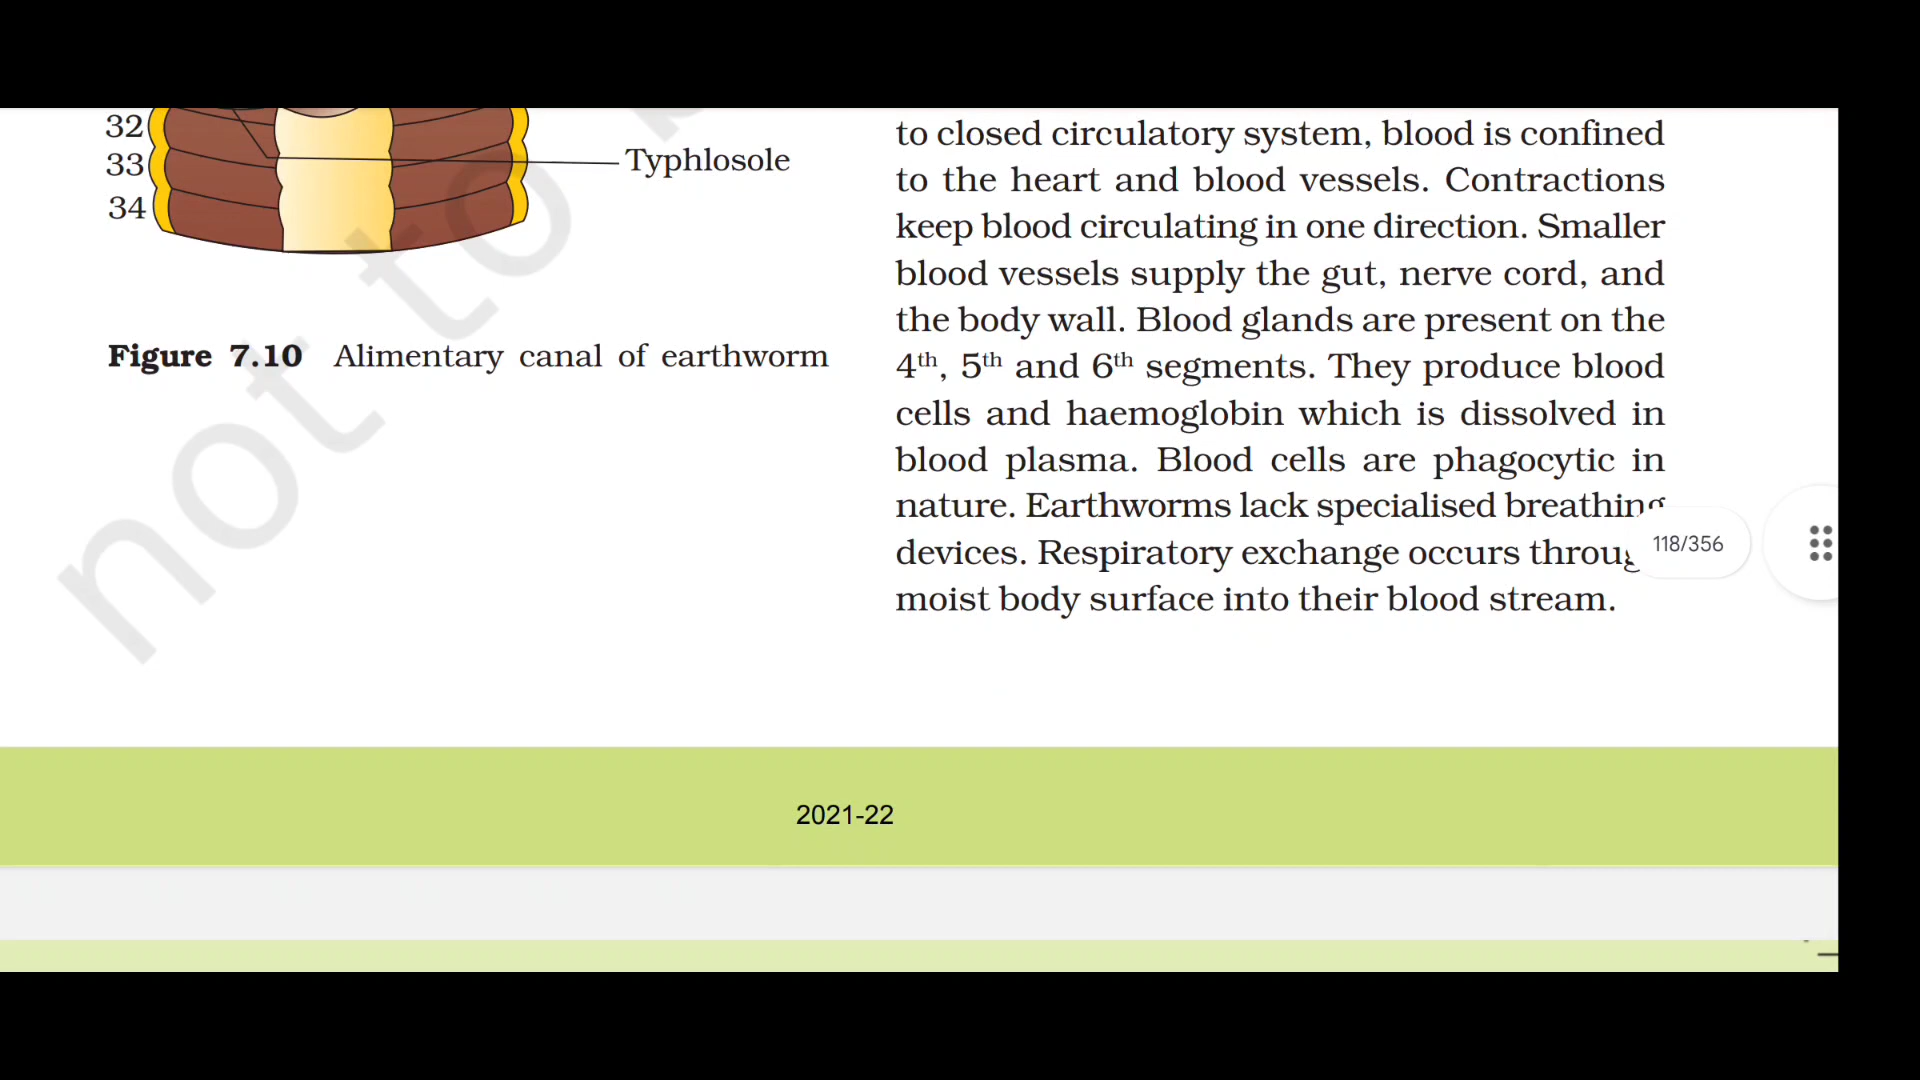 32
33
34
Typhlosole
Figure 7.10 Alimentary canal of earthworm
not to
to closed circulatory system, blood is confined
to the heart and blood vessels. Contractions
keep blood circulating in one direction. Smaller
blood vessels supply the gut, nerve cord, and
the body wall. Blood glands are present on the
4th, 5th and 6th segments. They produce blood
cells and haemoglobin which is dissolved in
blood plasma. Blood cells are phagocytic in
nature. Earthworms lack specialised breathing
devices. Respiratory exchange occurs throug
moist body surface into their blood stream.
118/356
2021-22